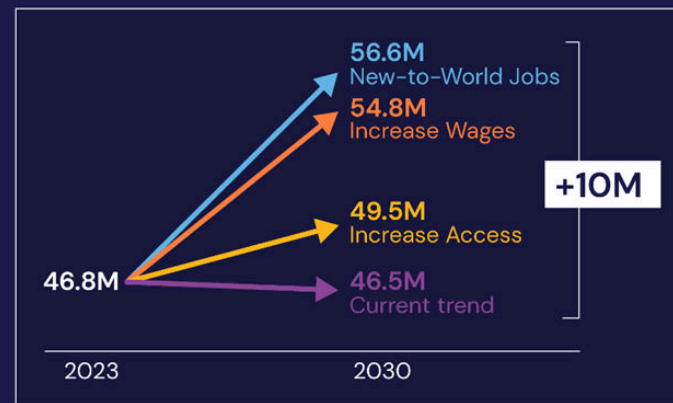 56.6M
New-to-World Jobs
54.8M
Increase Wages
+10M
49.5M
Increase Access
46.8M
46.5M
Current trend
2023
2030